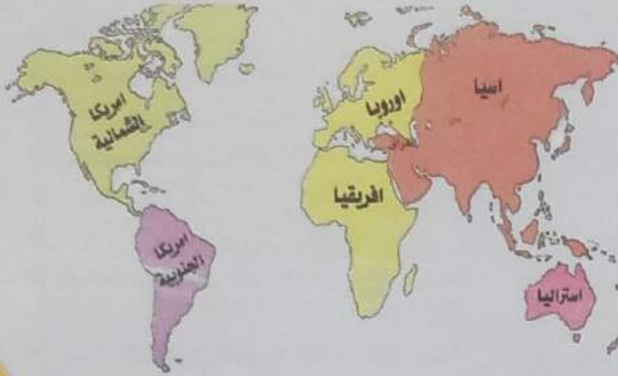 امريكا
الشمالية
اوروبا
اسيا
افريقيا
امريكا
الجنوبية
استراليا